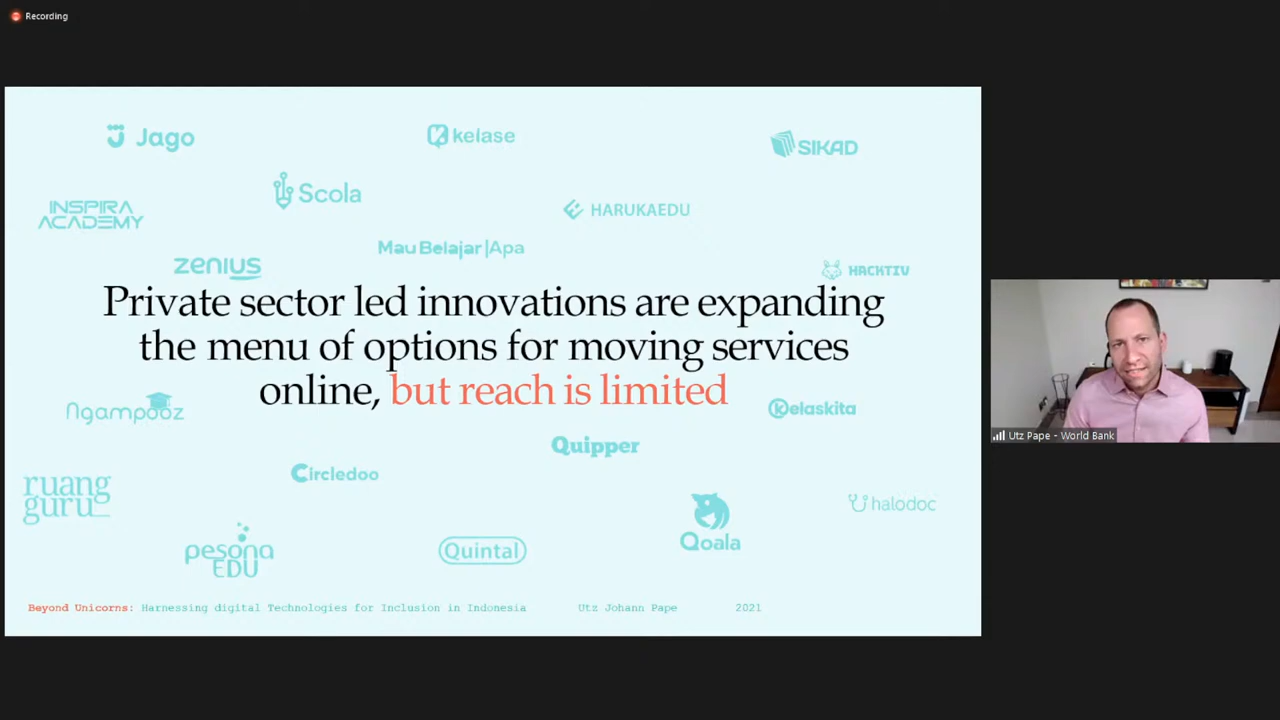 Recording
Jago
kelase
SIKAD
Scola
INSPIRA
ACADEMY
HARUKAEDU
Mau Belajar|Apa
zenius
HACKTIV
Private sector led innovations are expanding
the menu of options for moving services
online, but reach is limited
Ngampooz
kelaskita
Quipper
Circledoo
ruang
guru_
halodoc
Qoala
pesona
EDU
Quintal
Utz Pape - World Bank
Beyond Unicorns: Harnessing digital Technologies for Inclusion in Indonesia Utz Johann Pape 2021